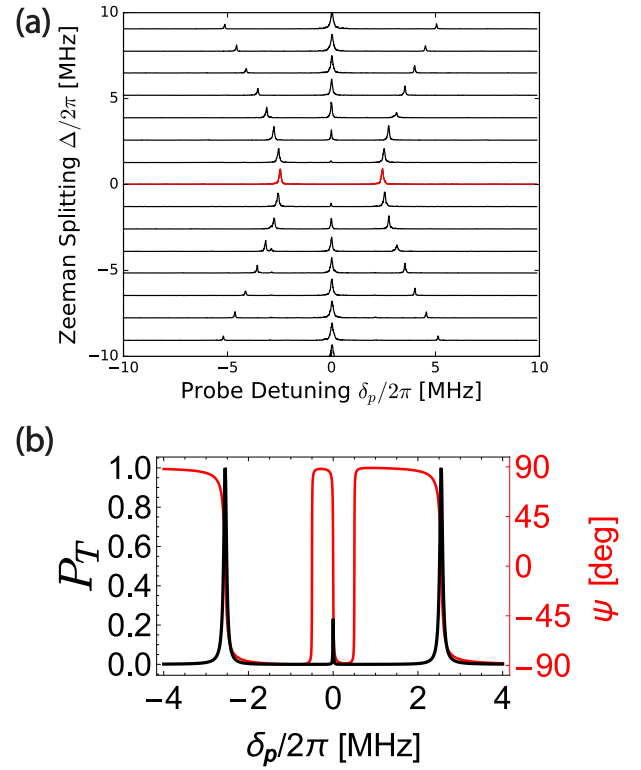 (a)
Zeeman Splitting Δ/2π [MHz]
10
5
0
−5
−10
−10 −5 0 5 10
Probe Detuning δp/2π [MHz]
(b)
P_T
1.0
0.8
0.6
0.4
0.2
0.0
90
45
0
−45
−90
ψ [deg]
−4 −2 0 2 4
δp/2π [MHz]